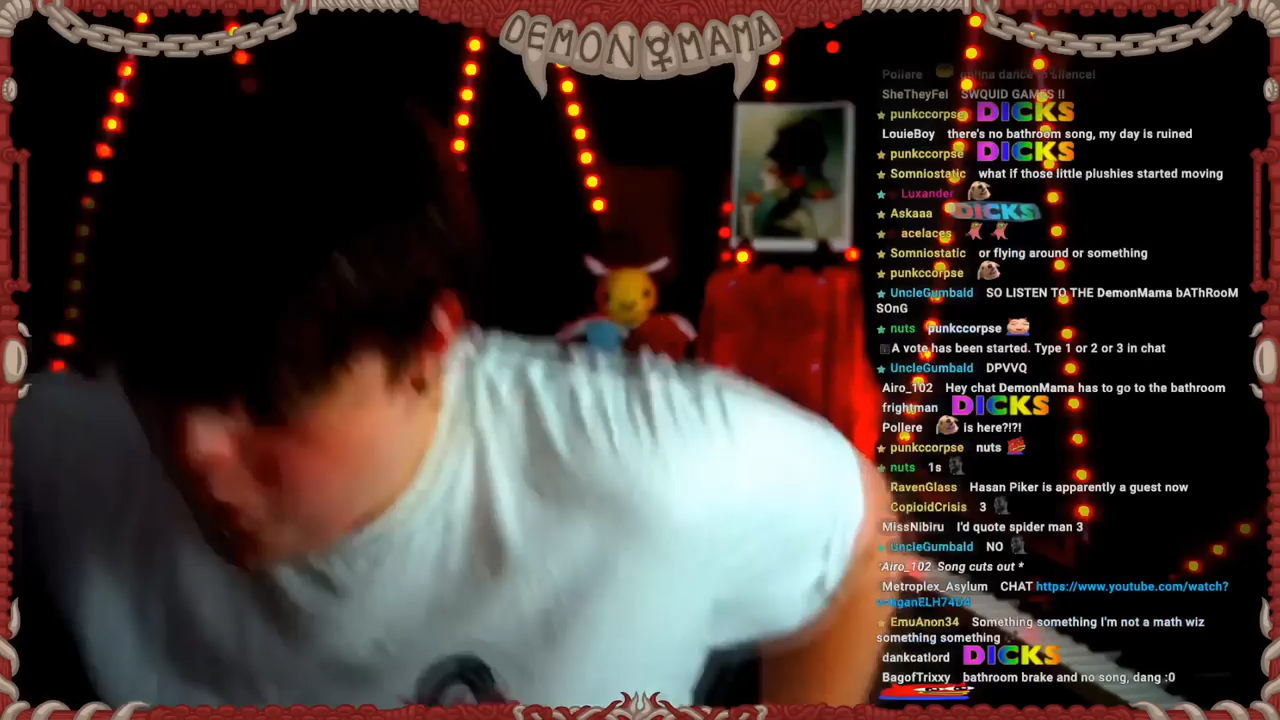 DEMON MAMA
Pollere gonna dance in silence!
SheTheyFel SWQUID GAMES !!
punkccorpse DICKS
LouieBoy there's no bathroom song, my day is ruined
punkccorpse DICKS
Somniostatic what if those little plushies started moving
Luxander
Askaaa DICKS
acelaces
Somniostatic or flying around or something
punkccorpse
UncleGumbald SO LISTEN TO THE DemonMama bAThRooM
SOnG
nuts punkccorpse
A vote has been started. Type 1 or 2 or 3 in chat
UncleGumbald DPVVQ
Airo_102 Hey chat DemonMama has to go to the bathroom
frightman DICKS
Pollere is here?!?!
punkccorpse nuts
nuts 1s
RavenGlass Hasan Piker is apparently a guest now
CopioidCrisis 3
MissNibiru I'd quote spider man 3
UncleGumbald NO
*Airo_102 Song cuts out *
Metroplex_Asylum CHAT https://www.youtube.com/watch?
EmuAnon34 Something something I'm not a math wiz
something something
dankcatlord DICKS
BagofTrixxy bathroom brake and no song, dang :0